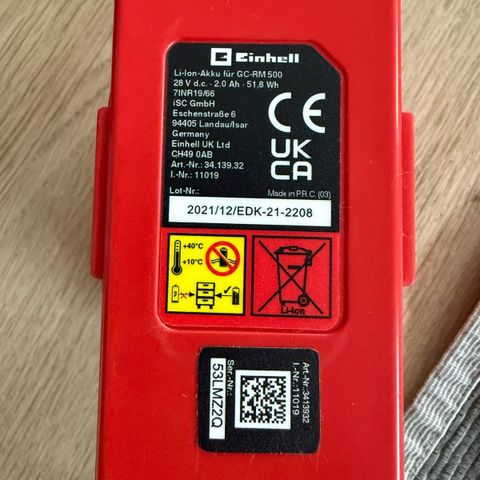 Einhell
Li-Ion-Akku für GC-RM 500
28 V d.c. - 2.0 Ah - 51,8 Wh
7INR19/66
iSC GmbH
Eschenstraße 6
94405 Landau/Isar
Germany
Einhell UK Ltd
CH49 0AB
Art.-Nr.: 34.139.32
I.-Nr.: 11019
CE
UK
CA
Lot-Nr.:
Made in P.R.C. (03)
2021/12/EDK-21-2208
+40°C
+10°C
Li-Ion
Art.-Nr.:3413932
I.-Nr.:11019
Ser.-Nr.:
53LMZ2Q